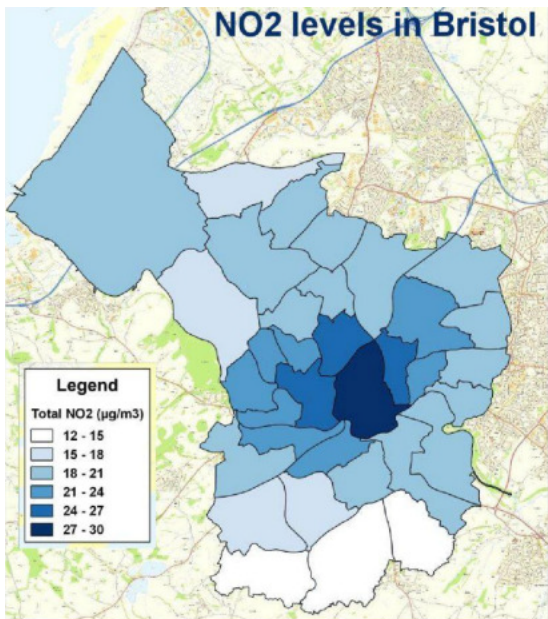 NO2 levels in Bristol
Legend
Total NO2 (µg/m3)
12 - 15
15 - 18
18 - 21
21 - 24
24 - 27
27 - 30